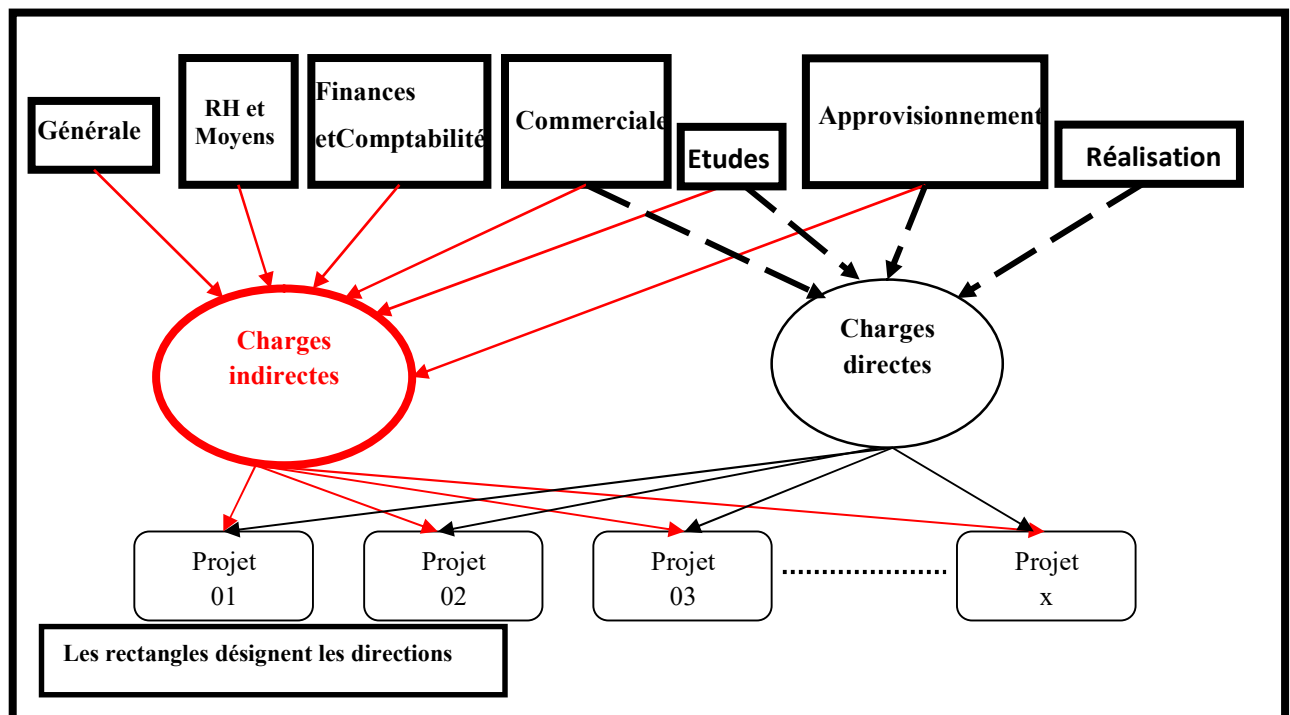 Générale
RH et
Moyens
Finances
etComptabilité
Commerciale
Etudes
Approvisionnement
Réalisation
Charges
indirectes
Charges
directes
Projet
01
Projet
02
Projet
03
Projet
x
Les rectangles désignent les directions